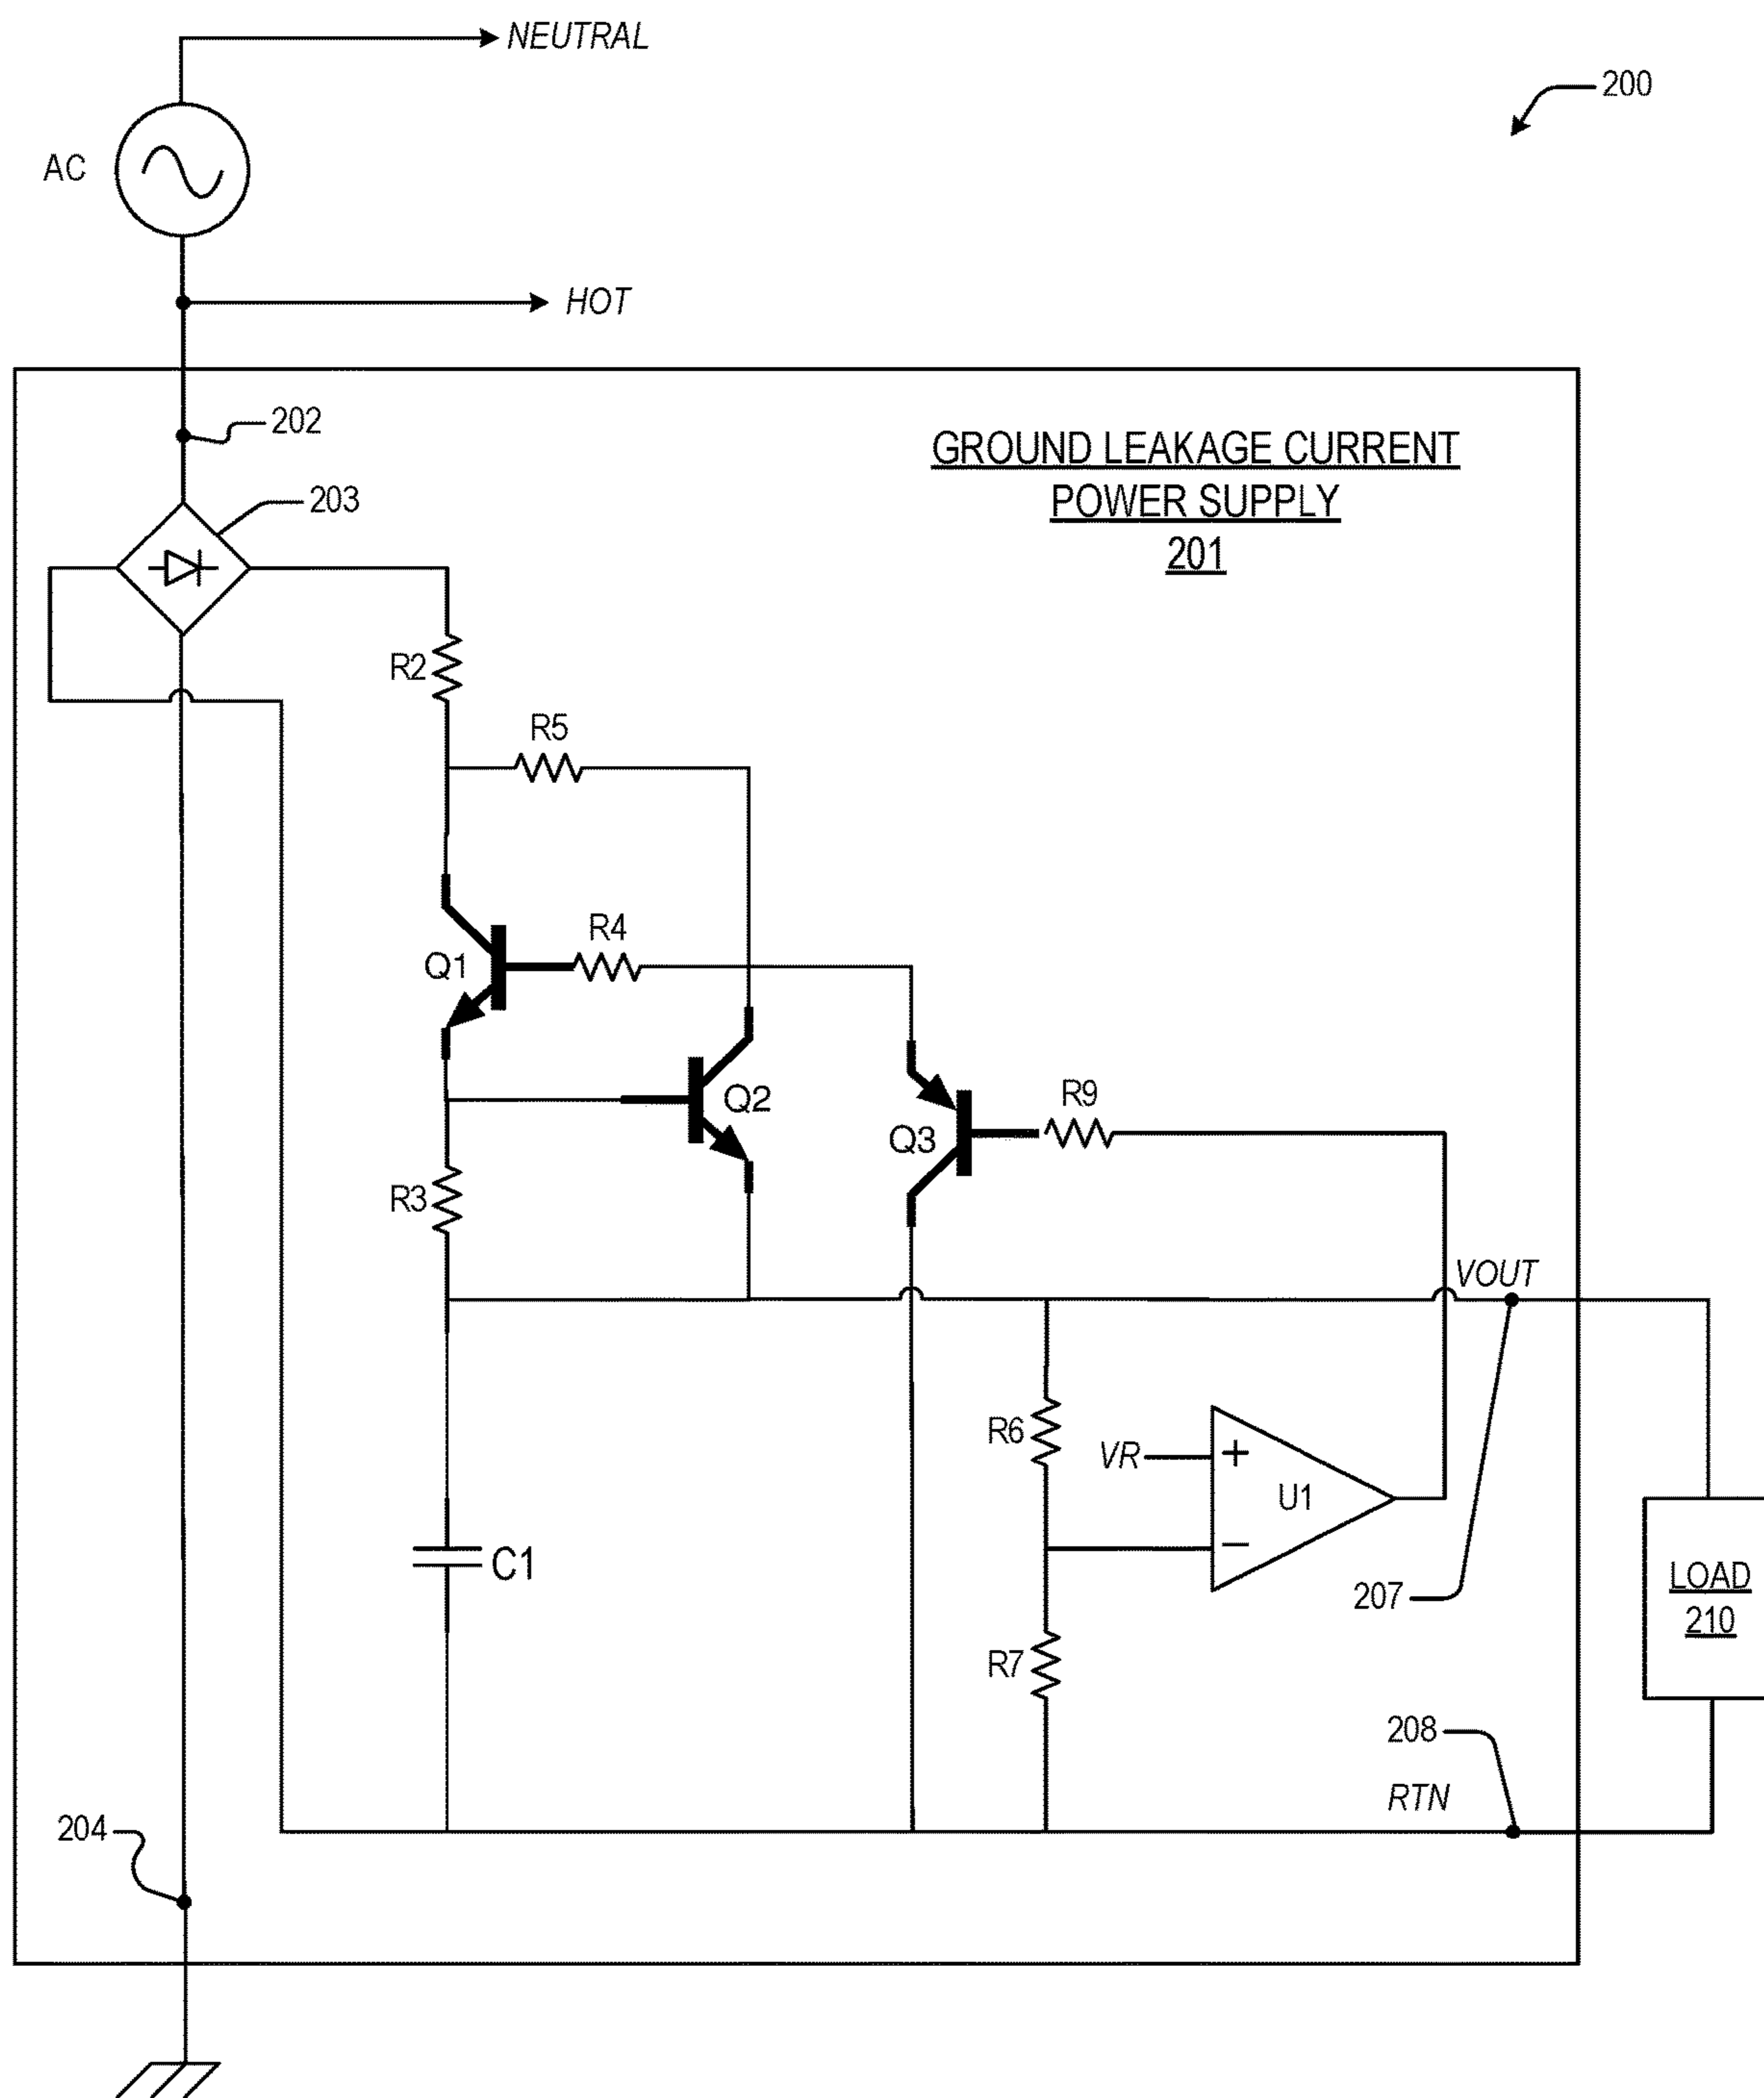 NEUTRAL
200
AC
HOT
202
GROUND LEAKAGE CURRENT
POWER SUPPLY
201
203
R2
R5
R4
Q1
Q2
R9
Q3
R3
VOUT
R6
VR
+
U1
−
C1
207
LOAD
210
R7
208
RTN
204